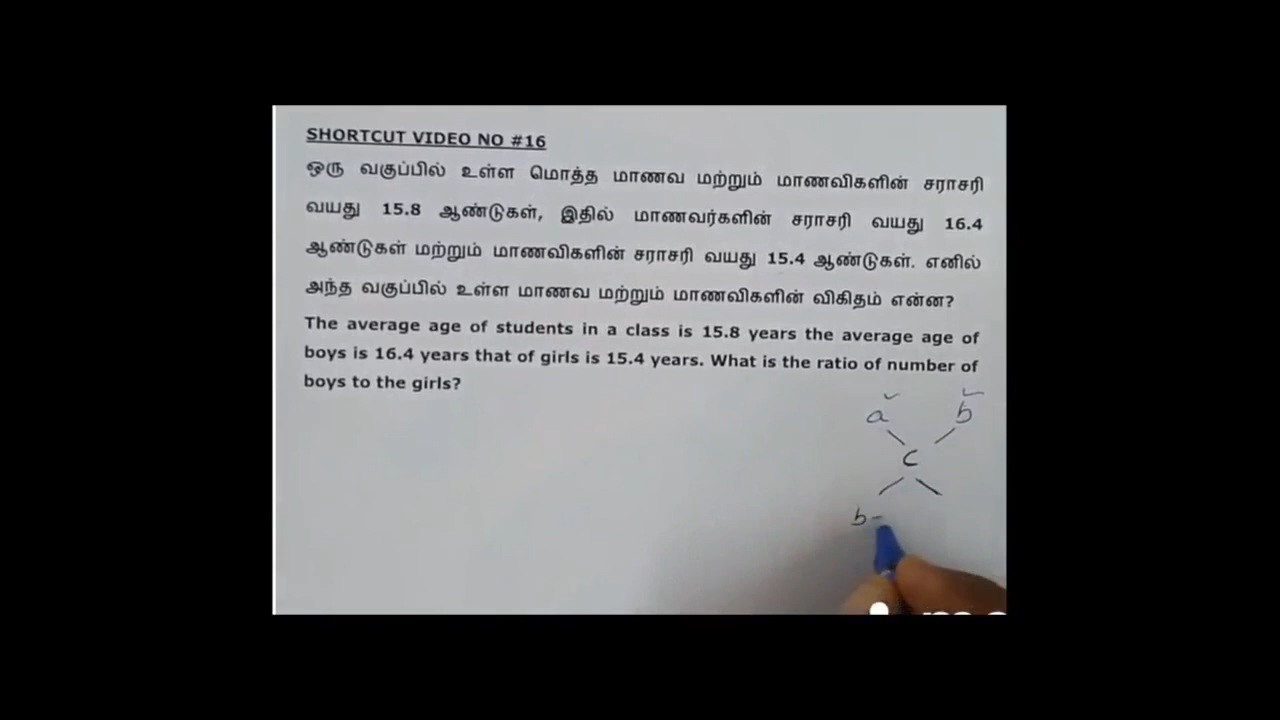 SHORTCUT VIDEO NO #16
ஒரு வகுப்பில் உள்ள மொத்த மாணவ மற்றும் மாணவிகளின் சராசரி
வயது 15.8 ஆண்டுகள், இதில் மாணவர்களின் சராசரி வயது 16.4
ஆண்டுகள் மற்றும் மாணவிகளின் சராசரி வயது 15.4 ஆண்டுகள். எனில்
அந்த வகுப்பில் உள்ள மாணவ மற்றும் மாணவிகளின் விகிதம் என்ன?
The average age of students in a class is 15.8 years the average age of
boys is 16.4 years that of girls is 15.4 years. What is the ratio of number of
boys to the girls?
a b
c
b-